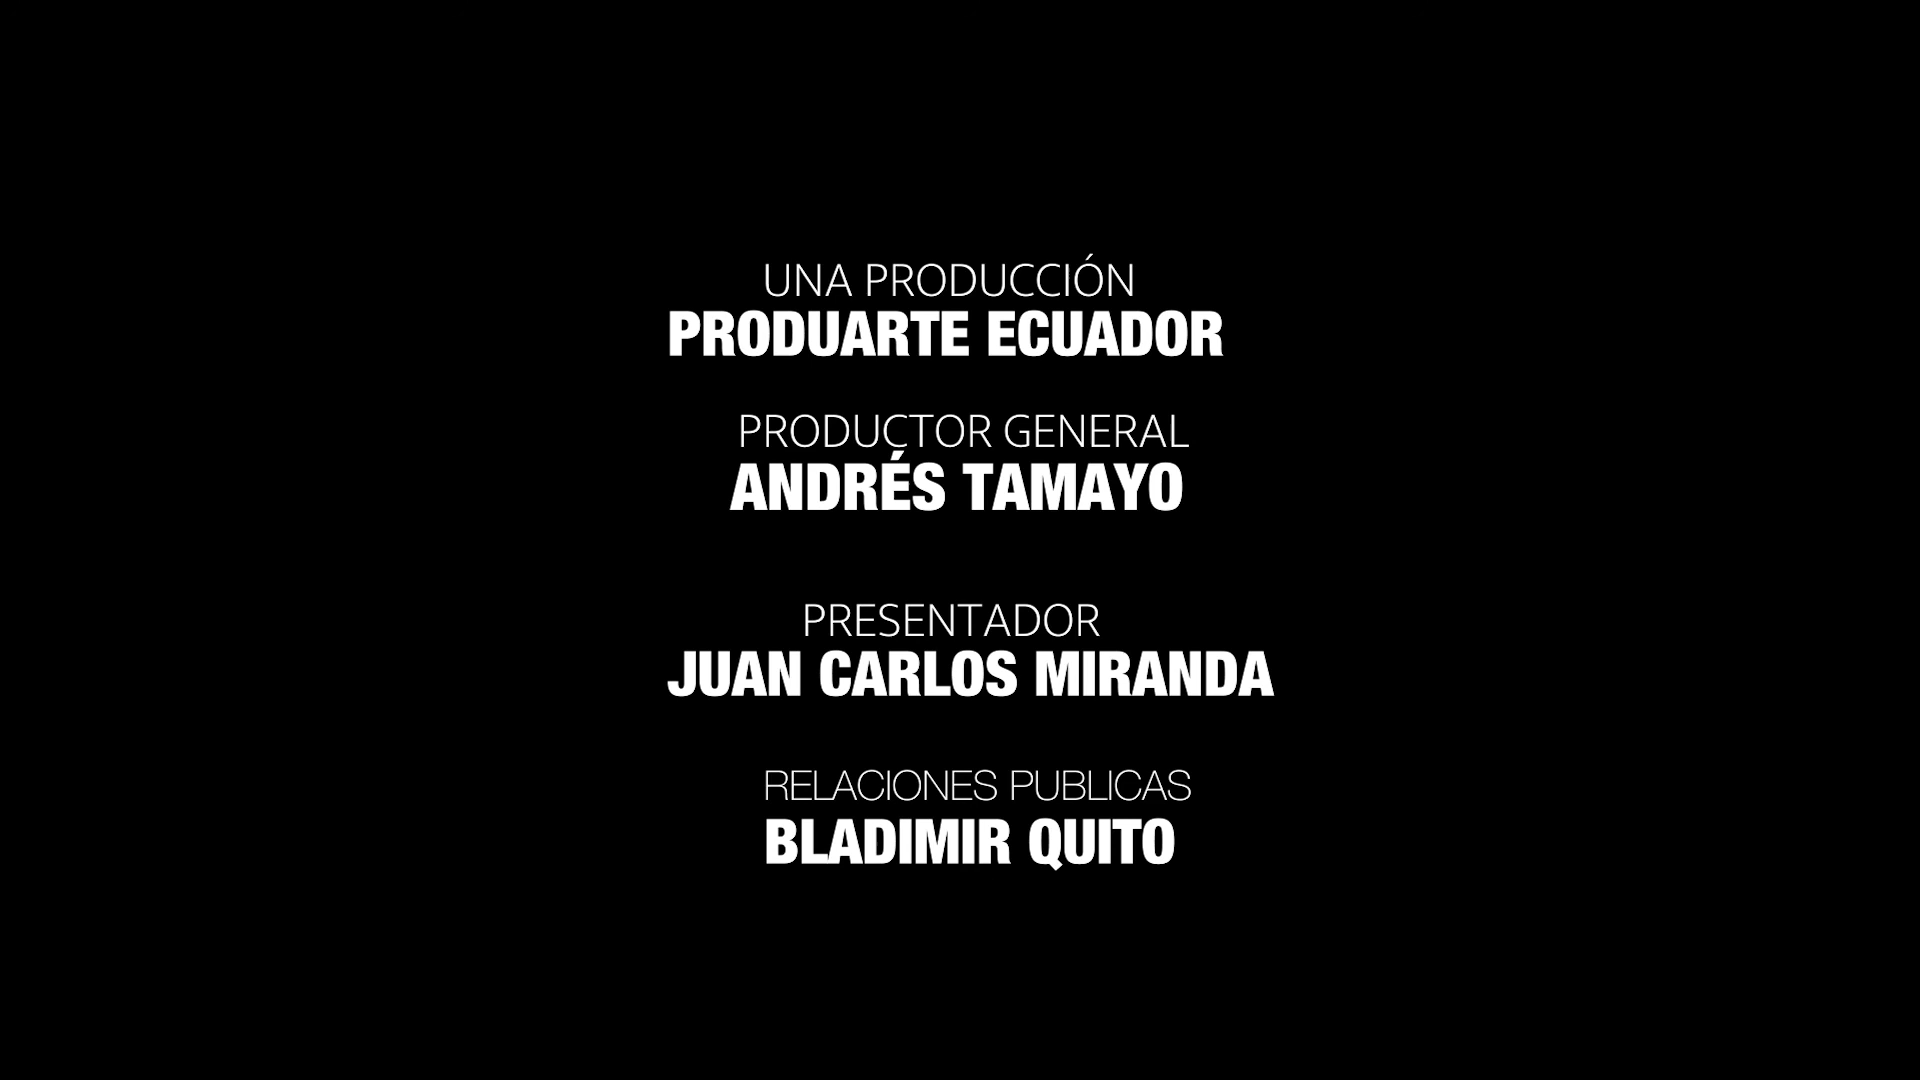 UNA PRODUCCIÓN
PRODUARTE ECUADOR
PRODUCTOR GENERAL
ANDRÉS TAMAYO
PRESENTADOR
JUAN CARLOS MIRANDA
RELACIONES PUBLICAS
BLADIMIR QUITO